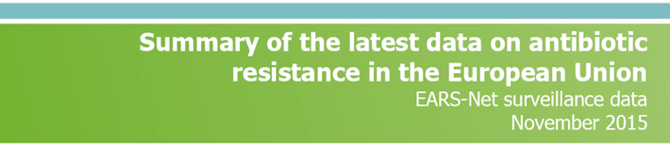 Summary of the latest data on antibiotic
resistance in the European Union
EARS-Net surveillance data
November 2015